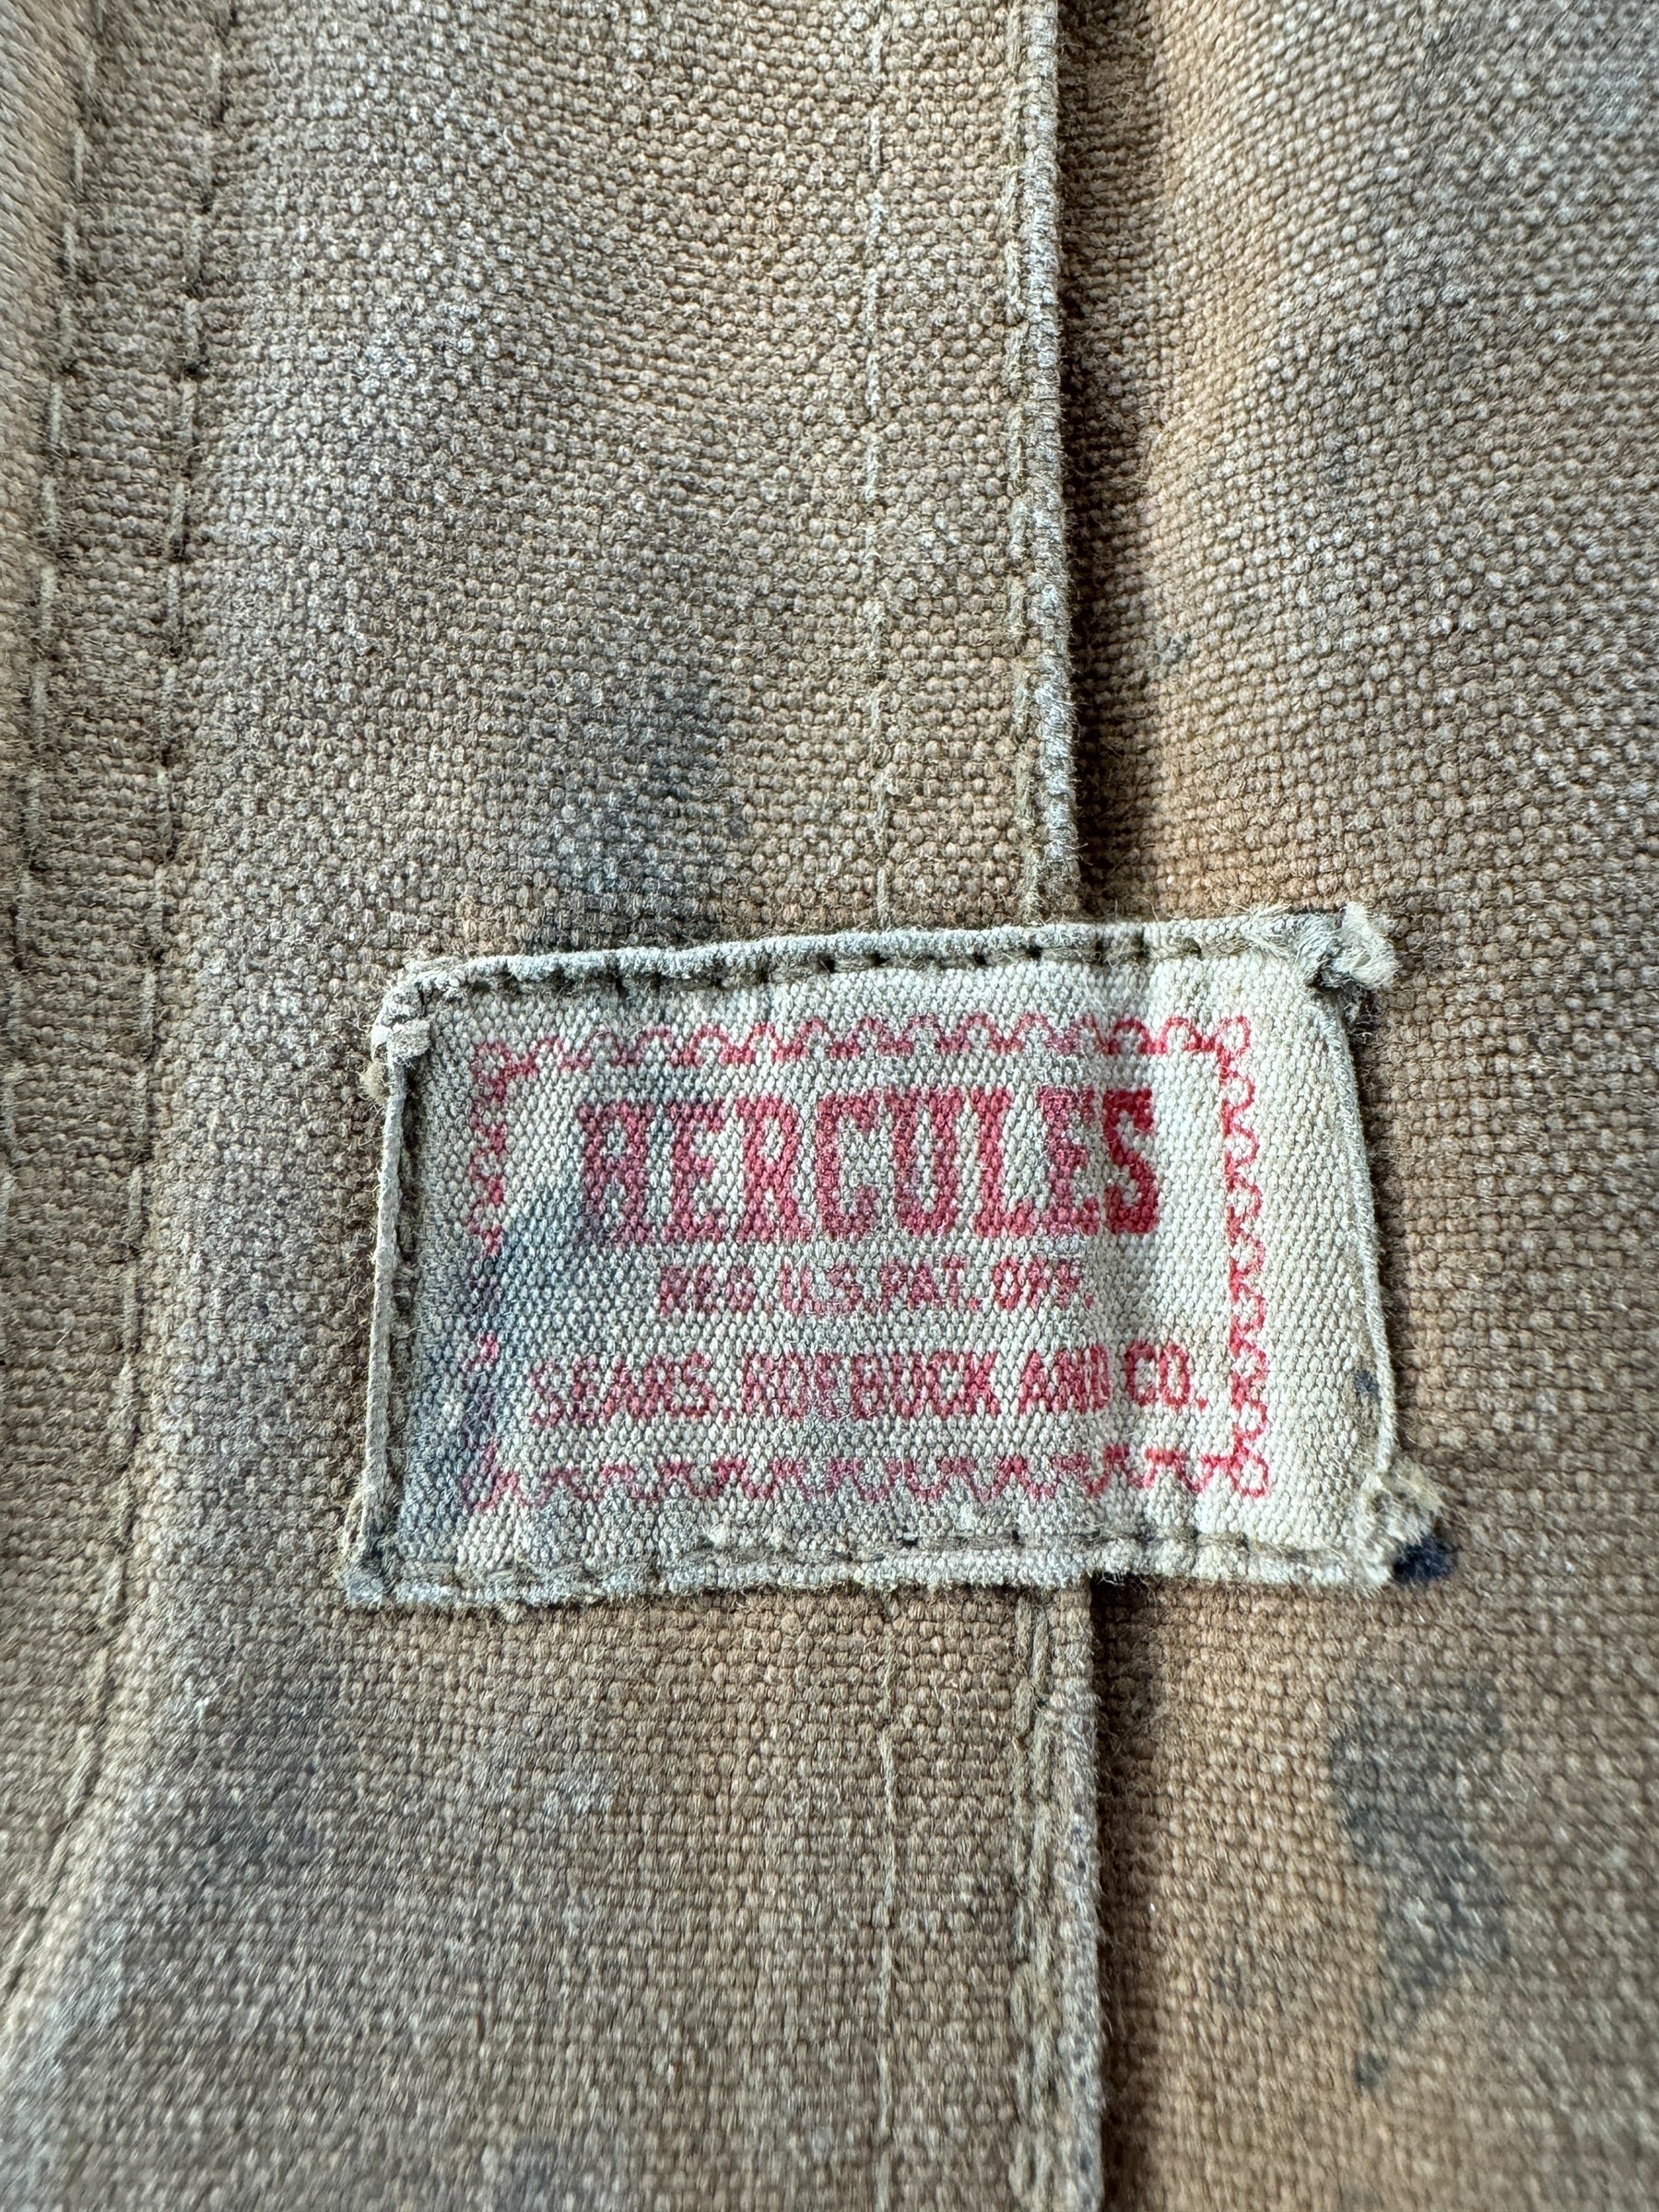 HERCULES
REG. U.S. PAT. OFF.
SEARS, ROEBUCK AND CO.